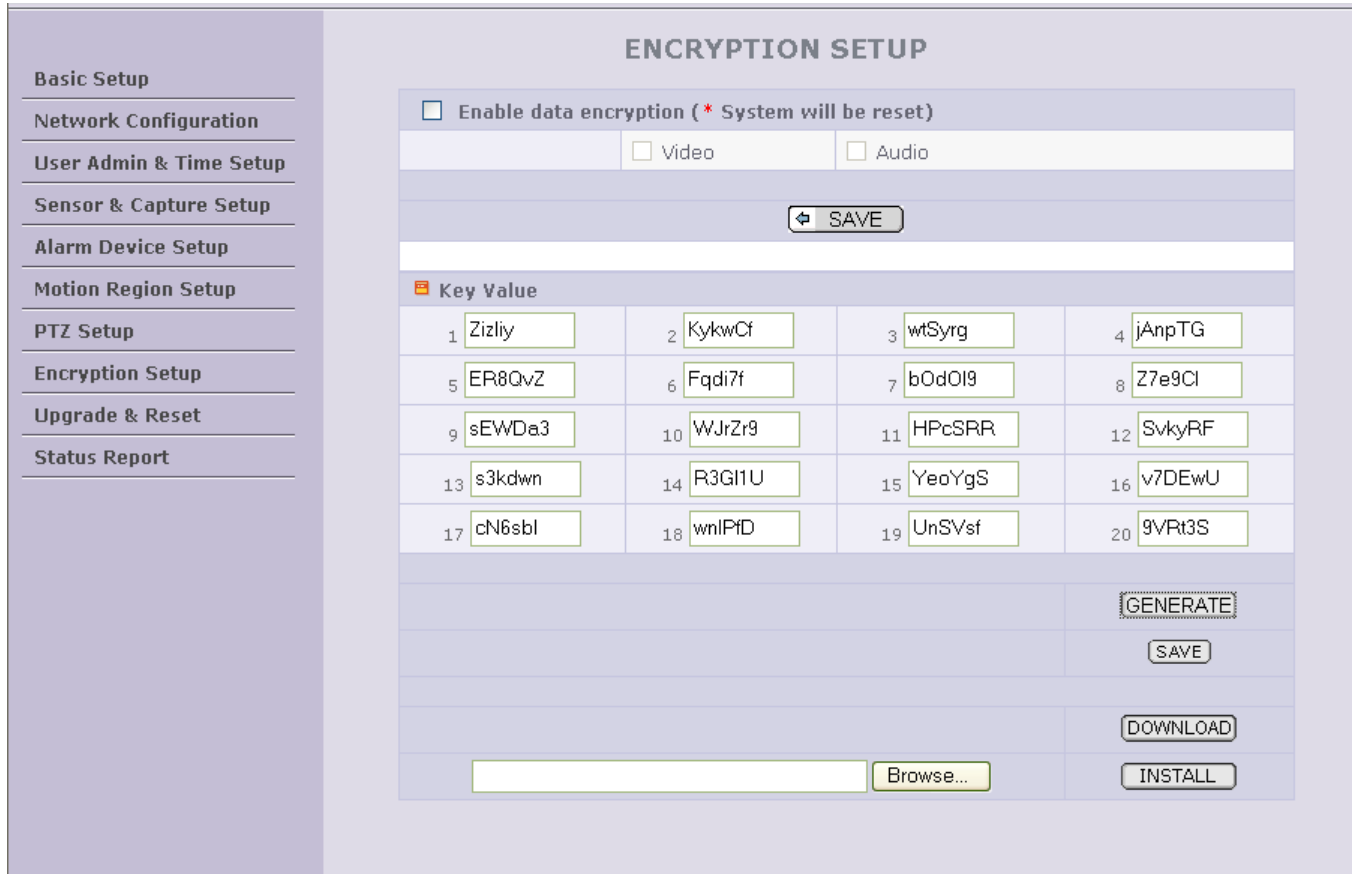 ENCRYPTION SETUP
Basic Setup
Network Configuration
User Admin & Time Setup
Sensor & Capture Setup
Alarm Device Setup
Motion Region Setup
PTZ Setup
Encryption Setup
Upgrade & Reset
Status Report
Enable data encryption (* System will be reset)
Video Audio
SAVE
Key Value
1 Zizliy 2 KykwCf 3 wtSyrg 4 jAnpTG
5 ER8QvZ 6 Fqdi7f 7 bOdOl9 8 Z7e9Cl
9 sEWDa3 10 WJrZr9 11 HPcSRR 12 SvkyRF
13 s3kdwn 14 R3Gl1U 15 YeoYgS 16 v7DEwU
17 cN6sbl 18 wnlPfD 19 UnSVsf 20 9VRt3S
GENERATE
SAVE
DOWNLOAD
Browse... INSTALL